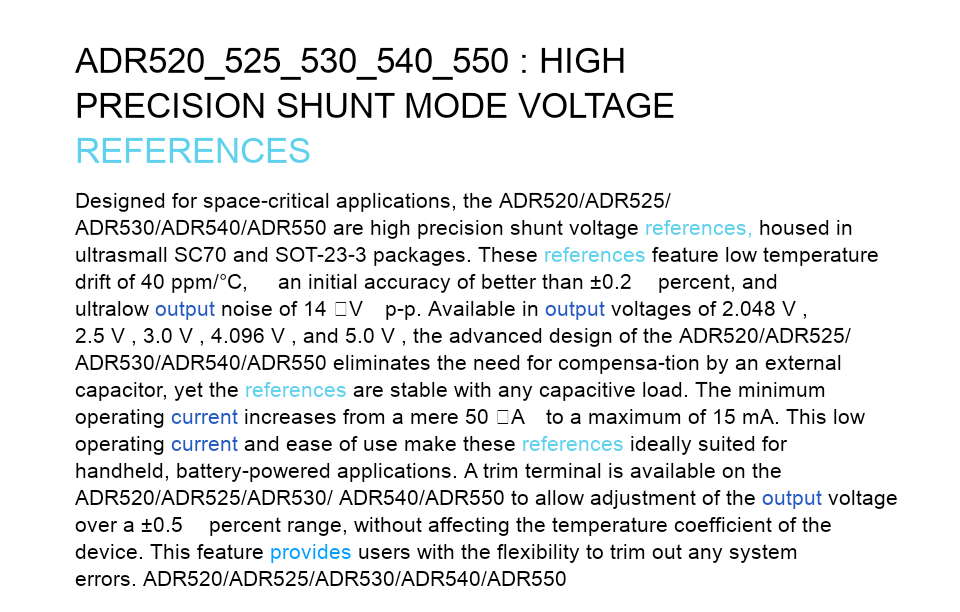 ADR520_525_530_540_550 : HIGH
PRECISION SHUNT MODE VOLTAGE
REFERENCES
Designed for space-critical applications, the ADR520/ADR525/
ADR530/ADR540/ADR550 are high precision shunt voltage references, housed in
ultrasmall SC70 and SOT-23-3 packages. These references feature low temperature
drift of 40 ppm/°C, an initial accuracy of better than ±0.2 percent, and
ultralow output noise of 14 □V p-p. Available in output voltages of 2.048 V ,
2.5 V , 3.0 V , 4.096 V , and 5.0 V , the advanced design of the ADR520/ADR525/
ADR530/ADR540/ADR550 eliminates the need for compensa-tion by an external
capacitor, yet the references are stable with any capacitive load. The minimum
operating current increases from a mere 50 □A to a maximum of 15 mA. This low
operating current and ease of use make these references ideally suited for
handheld, battery-powered applications. A trim terminal is available on the
ADR520/ADR525/ADR530/ ADR540/ADR550 to allow adjustment of the output voltage
over a ±0.5 percent range, without affecting the temperature coefficient of the
device. This feature provides users with the flexibility to trim out any system
errors. ADR520/ADR525/ADR530/ADR540/ADR550